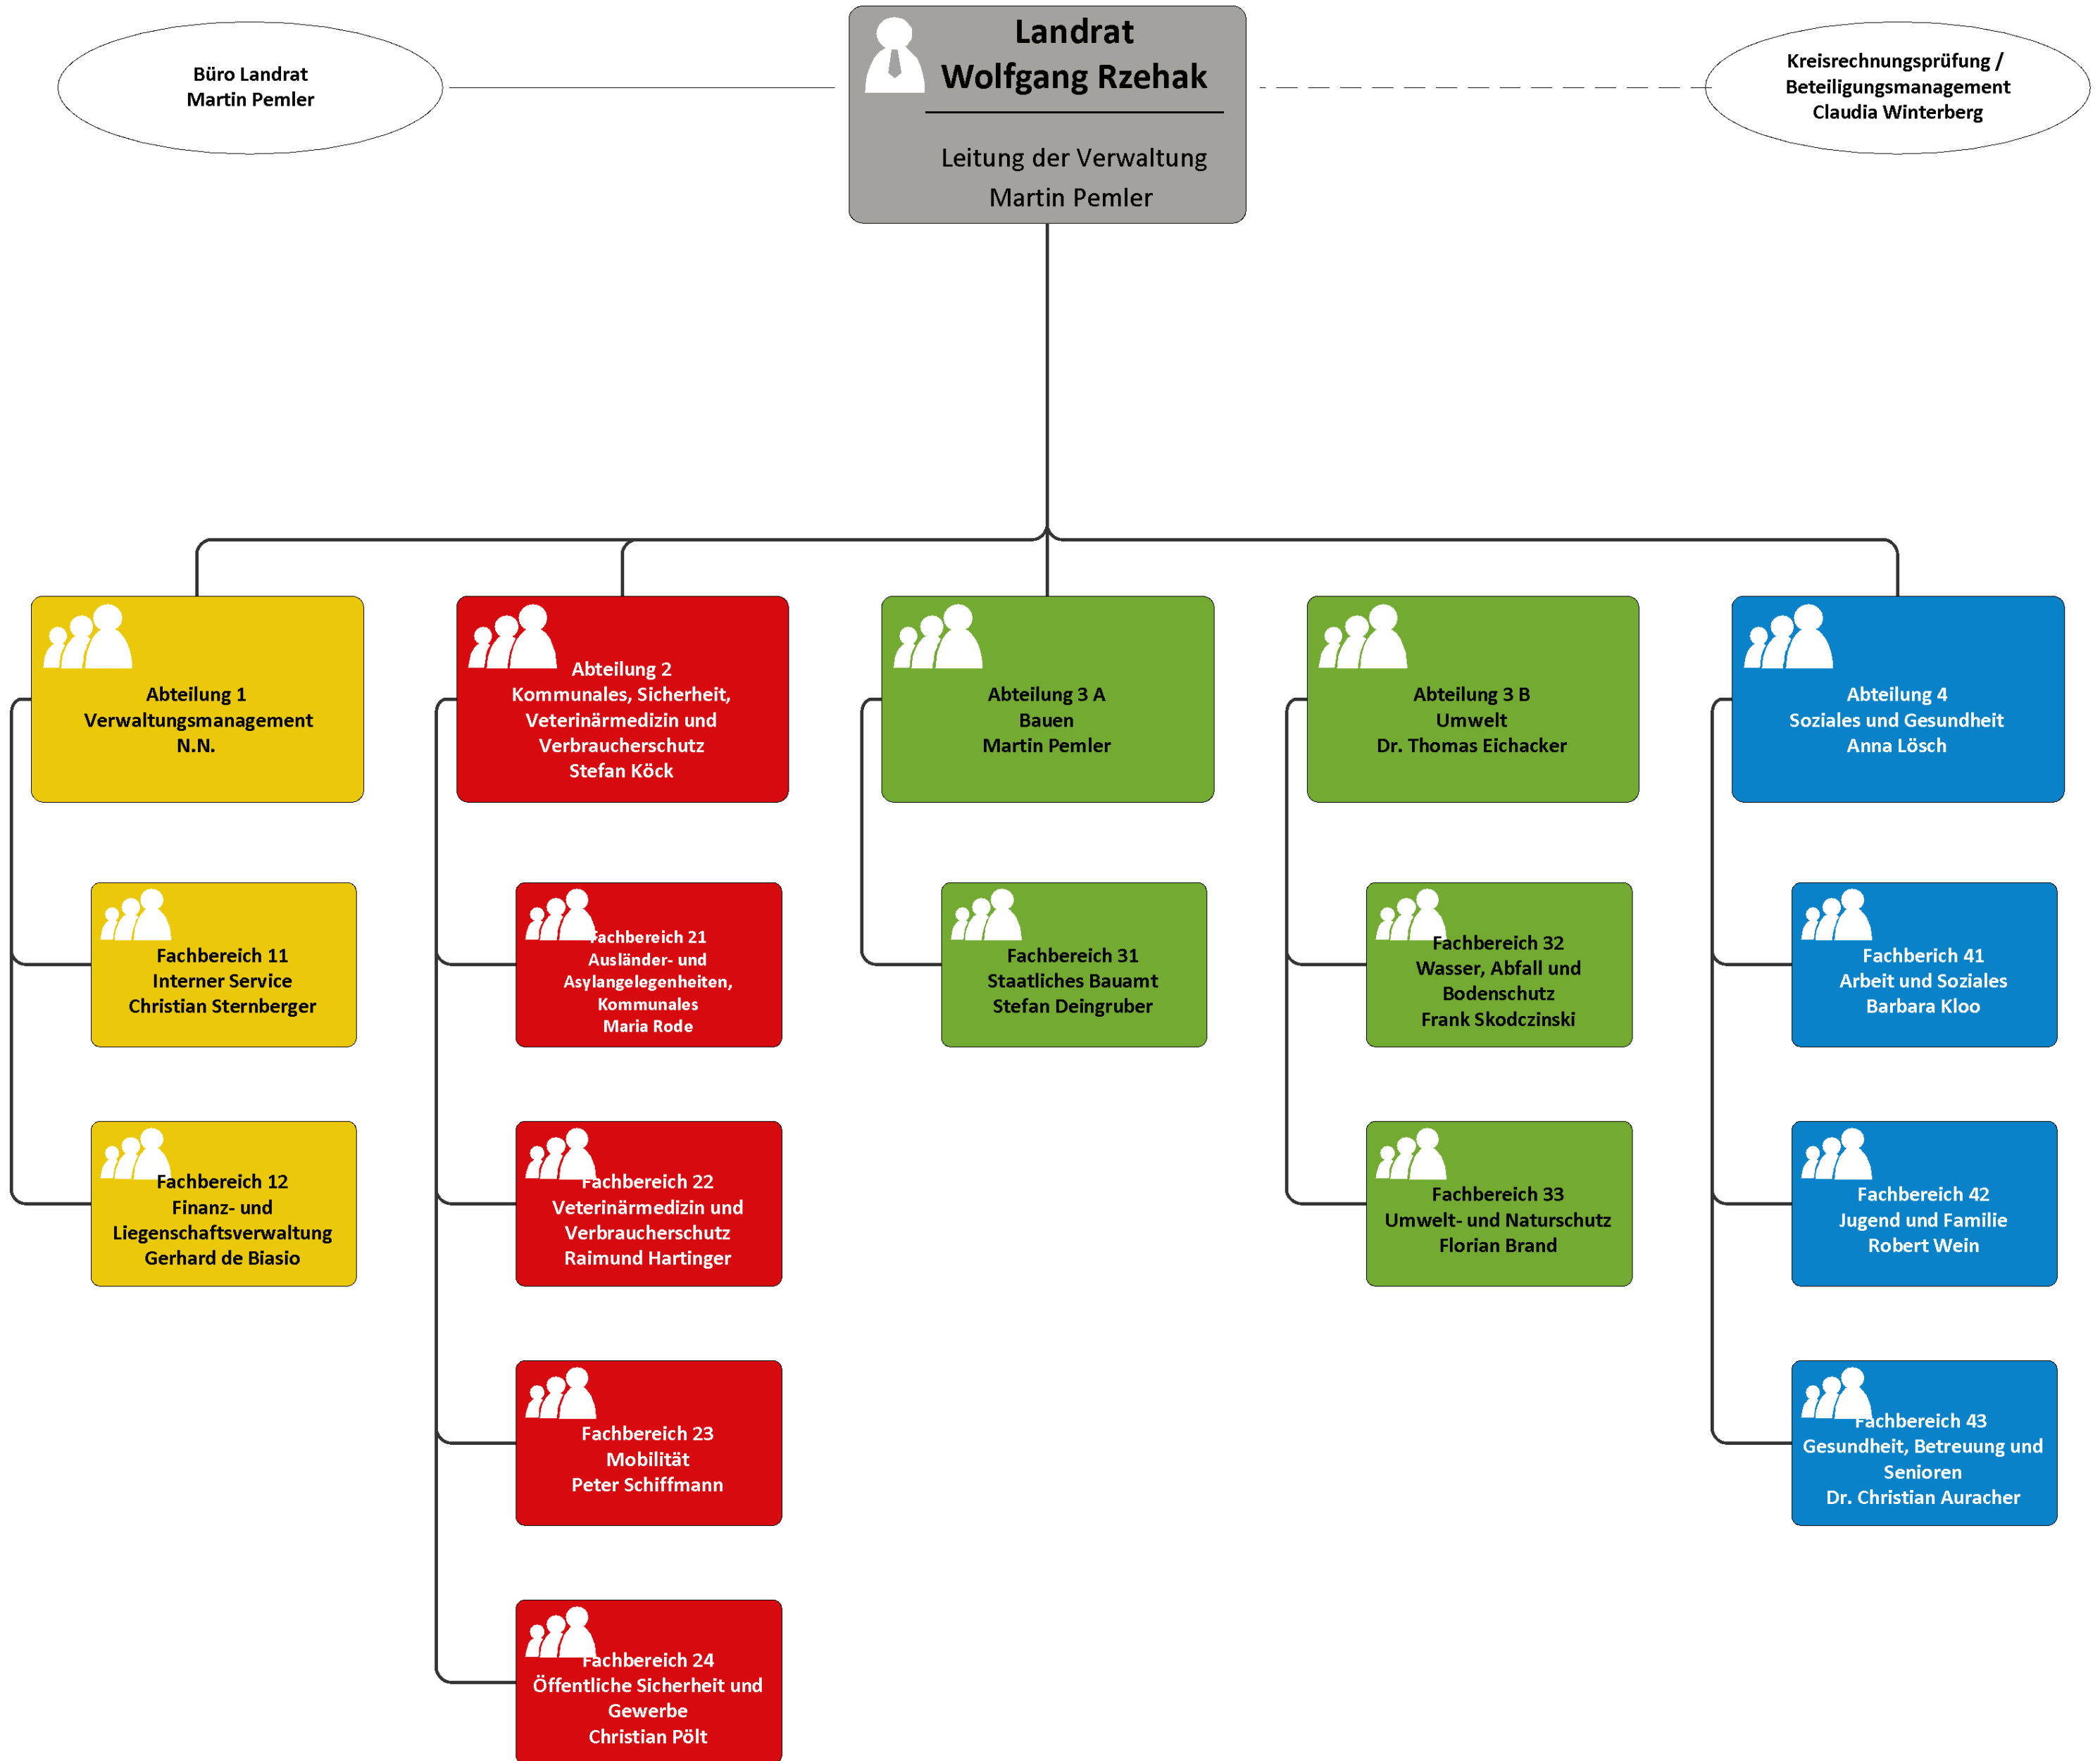 Büro Landrat
Martin Pemler
Landrat
Wolfgang Rzehak
Leitung der Verwaltung
Martin Pemler
Kreisrechnungsprüfung /
Beteiligungsmanagement
Claudia Winterberg
Abteilung 1
Verwaltungsmanagement
N.N.
Abteilung 2
Kommunales, Sicherheit,
Veterinärmedizin und
Verbraucherschutz
Stefan Köck
Abteilung 3 A
Bauen
Martin Pemler
Abteilung 3 B
Umwelt
Dr. Thomas Eichacker
Abteilung 4
Soziales und Gesundheit
Anna Lösch
Fachbereich 11
Interner Service
Christian Sternberger
Fachbereich 21
Ausländer- und
Asylangelegenheiten,
Kommunales
Maria Rode
Fachbereich 31
Staatliches Bauamt
Stefan Deingruber
Fachbereich 32
Wasser, Abfall und
Bodenschutz
Frank Skodczinski
Fachberich 41
Arbeit und Soziales
Barbara Kloo
Fachbereich 12
Finanz- und
Liegenschaftsverwaltung
Gerhard de Biasio
Fachbereich 22
Veterinärmedizin und
Verbraucherschutz
Raimund Hartinger
Fachbereich 33
Umwelt- und Naturschutz
Florian Brand
Fachbereich 42
Jugend und Familie
Robert Wein
Fachbereich 23
Mobilität
Peter Schiffmann
Fachbereich 43
Gesundheit, Betreuung und
Senioren
Dr. Christian Auracher
Fachbereich 24
Öffentliche Sicherheit und
Gewerbe
Christian Pölt